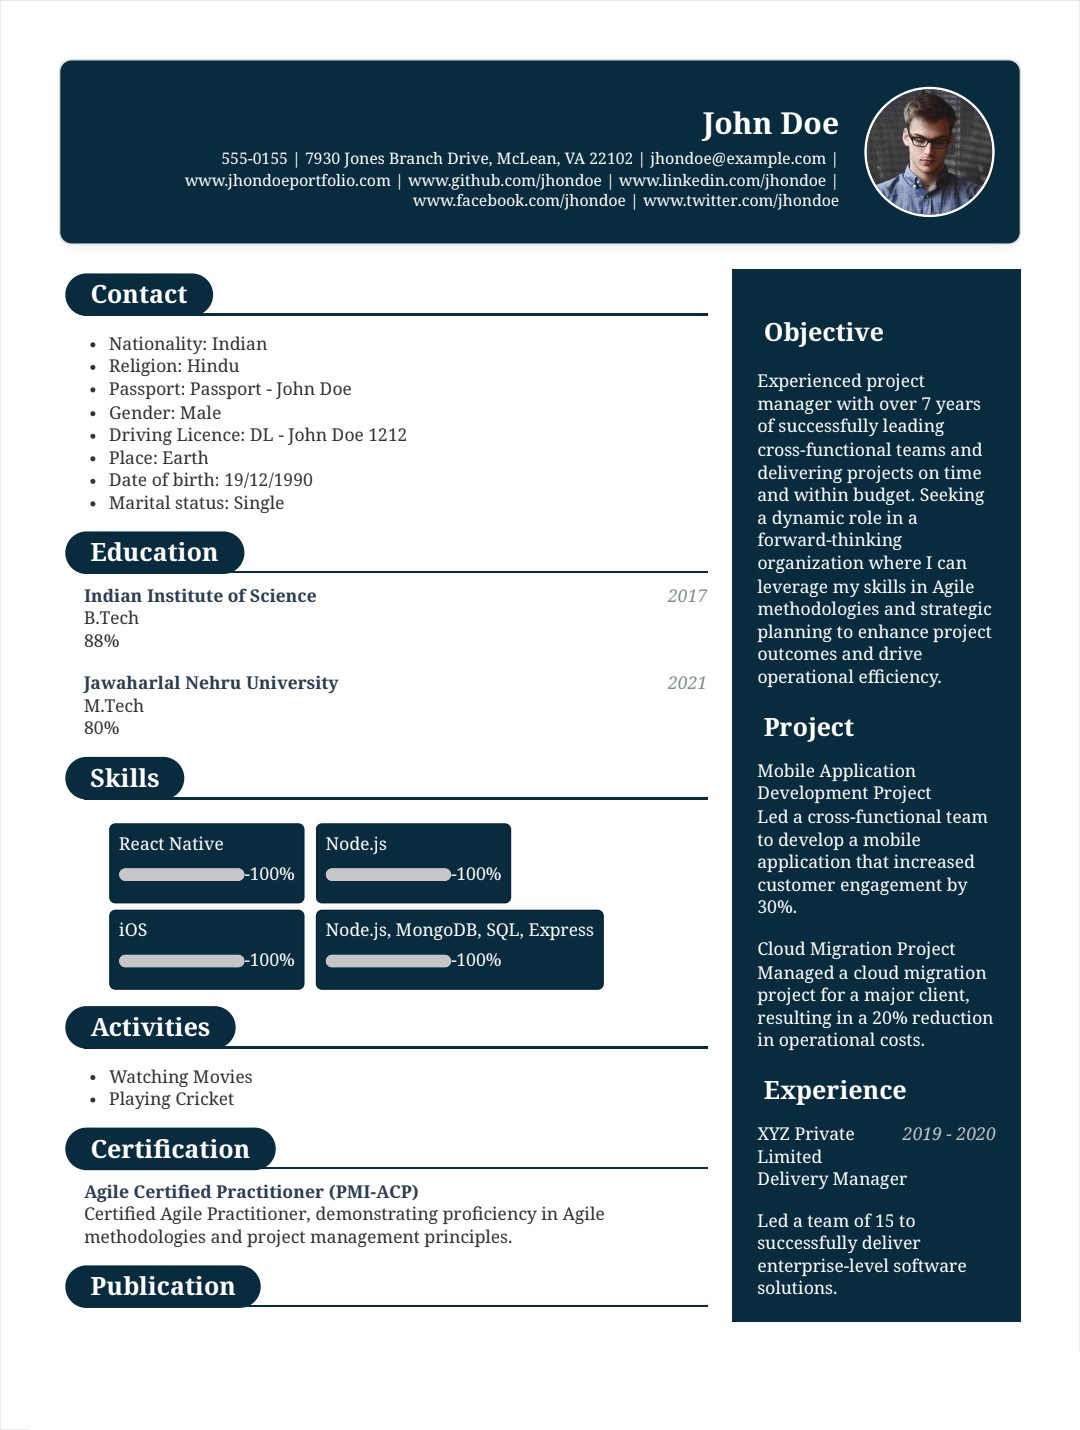 John Doe
555-0155 | 7930 Jones Branch Drive, McLean, VA 22102 | jhondoe@example.com |
www.jhondoeportfolio.com | www.github.com/jhondoe | www.linkedin.com/jhondoe |
www.facebook.com/jhondoe | www.twitter.com/jhondoe
Contact
• Nationality: Indian
• Religion: Hindu
• Passport: Passport - John Doe
• Gender: Male
• Driving Licence: DL - John Doe 1212
• Place: Earth
• Date of birth: 19/12/1990
• Marital status: Single
Education
Indian Institute of Science 2017
B.Tech
88%
Jawaharlal Nehru University 2021
M.Tech
80%
Skills
React Native
-100%
Node.js
-100%
iOS
-100%
Node.js, MongoDB, SQL, Express
-100%
Activities
• Watching Movies
• Playing Cricket
Certification
Agile Certified Practitioner (PMI-ACP)
Certified Agile Practitioner, demonstrating proficiency in Agile
methodologies and project management principles.
Publication
Objective
Experienced project
manager with over 7 years
of successfully leading
cross-functional teams and
delivering projects on time
and within budget. Seeking
a dynamic role in a
forward-thinking
organization where I can
leverage my skills in Agile
methodologies and strategic
planning to enhance project
outcomes and drive
operational efficiency.
Project
Mobile Application
Development Project
Led a cross-functional team
to develop a mobile
application that increased
customer engagement by
30%.
Cloud Migration Project
Managed a cloud migration
project for a major client,
resulting in a 20% reduction
in operational costs.
Experience
XYZ Private 2019 - 2020
Limited
Delivery Manager
Led a team of 15 to
successfully deliver
enterprise-level software
solutions.